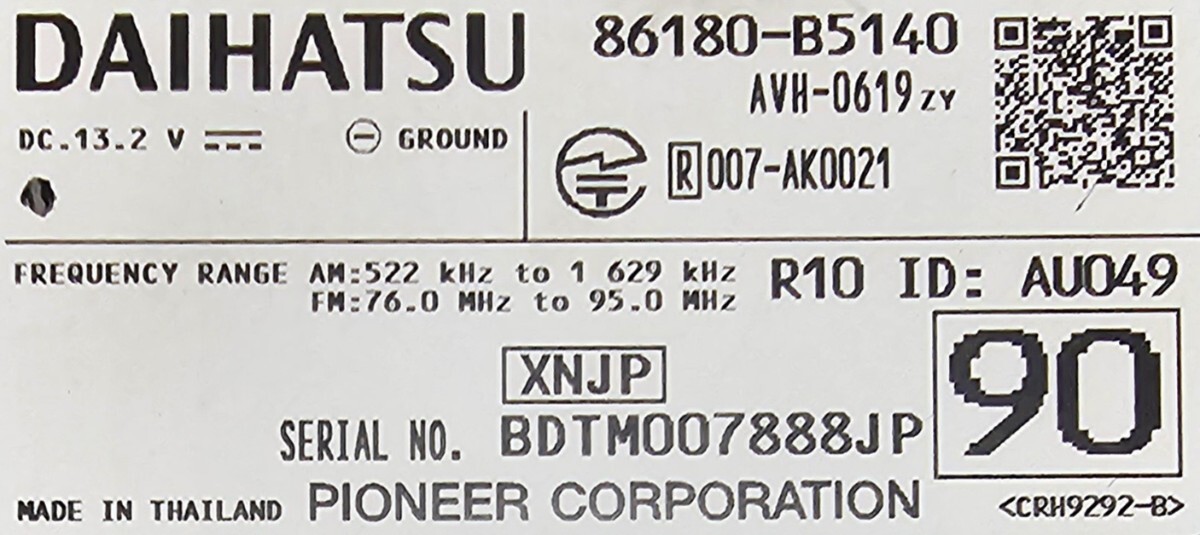 DAIHATSU
86180-B5140
AVH-0619 ZY
DC.13.2 V
GROUND
R 007-AK0021
FREQUENCY RANGE AM:522 kHz to 1 629 kHz
FM:76.0 MHz to 95.0 MHz
R10 ID: AU049
90
XNJP
SERIAL NO. BDTM007888JP
MADE IN THAILAND PIONEER CORPORATION
<CRH9292-B>